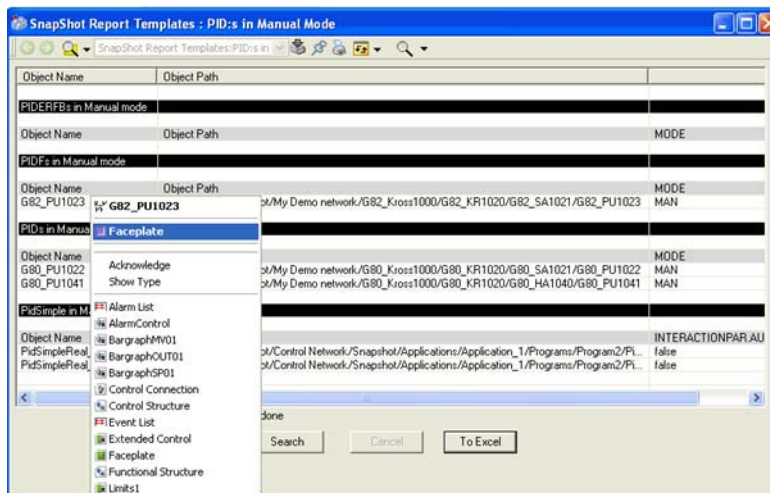 SnapShot Report Templates : PID:s in Manual Mode
SnapShot Report Templates:PID:s in
Object Name Object Path
PIDERFBs in Manual mode
Object Name Object Path MODE
PIDFs in Manual mode
Object Name Object Path MODE
G82_PU1023 ot/My Demo network/G82_Kross1000/G82_KR1020/G82_SA1021/G82_PU1023 MAN
G82_PU1023
PIDs in Manua
Faceplate
Object Name MODE
G80_PU1022 ot/My Demo network/G80_Kross1000/G80_KR1020/G80_SA1021/G80_PU1022 MAN
Acknowledge
G80_PU1041 ot/My Demo network/G80_Kross1000/G80_KR1020/G80_HA1040/G80_PU1041 MAN
Show Type
PidSimple in M
Alarm List
AlarmControl
Object Name INTERACTIONPAR.AU
BargraphMV01
PidSimpleReal_ ot/Control Network/Snapshot/Applications/Application_1/Programs/Program2/Pi... false
BargraphOUT01
PidSimpleReal_ ot/Control Network/Snapshot/Applications/Application_1/Programs/Program2/Pi... false
BargraphSP01
Control Connection
Control Structure
done
Event List
Extended Control
Search Cancel To Excel
Faceplate
Functional Structure
Limits1